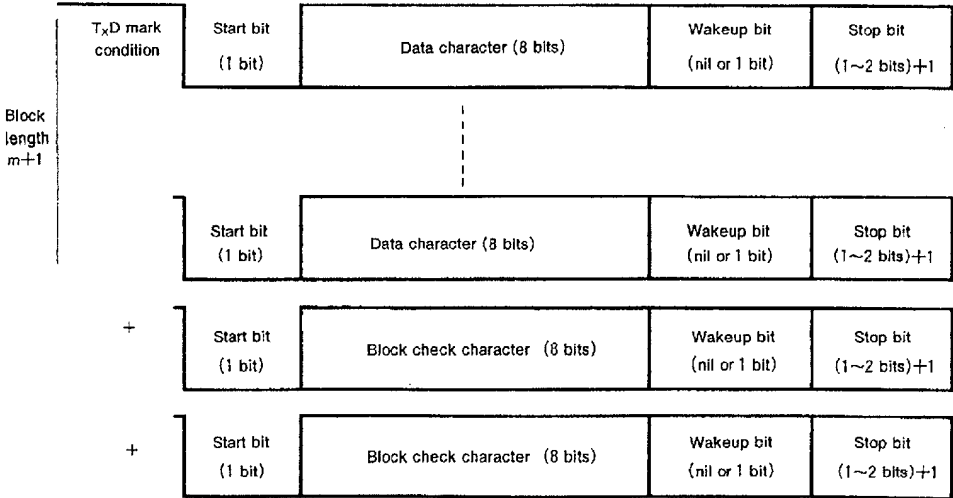 TxD mark condition
Start bit (1 bit)
Data character (8 bits)
Wakeup bit (nil or 1 bit)
Stop bit (1~2 bits)+1
Block length m+1
Start bit (1 bit)
Data character (8 bits)
Wakeup bit (nil or 1 bit)
Stop bit (1~2 bits)+1
+
Start bit (1 bit)
Block check character (8 bits)
Wakeup bit (nil or 1 bit)
Stop bit (1~2 bits)+1
+
Start bit (1 bit)
Block check character (8 bits)
Wakeup bit (nil or 1 bit)
Stop bit (1~2 bits)+1